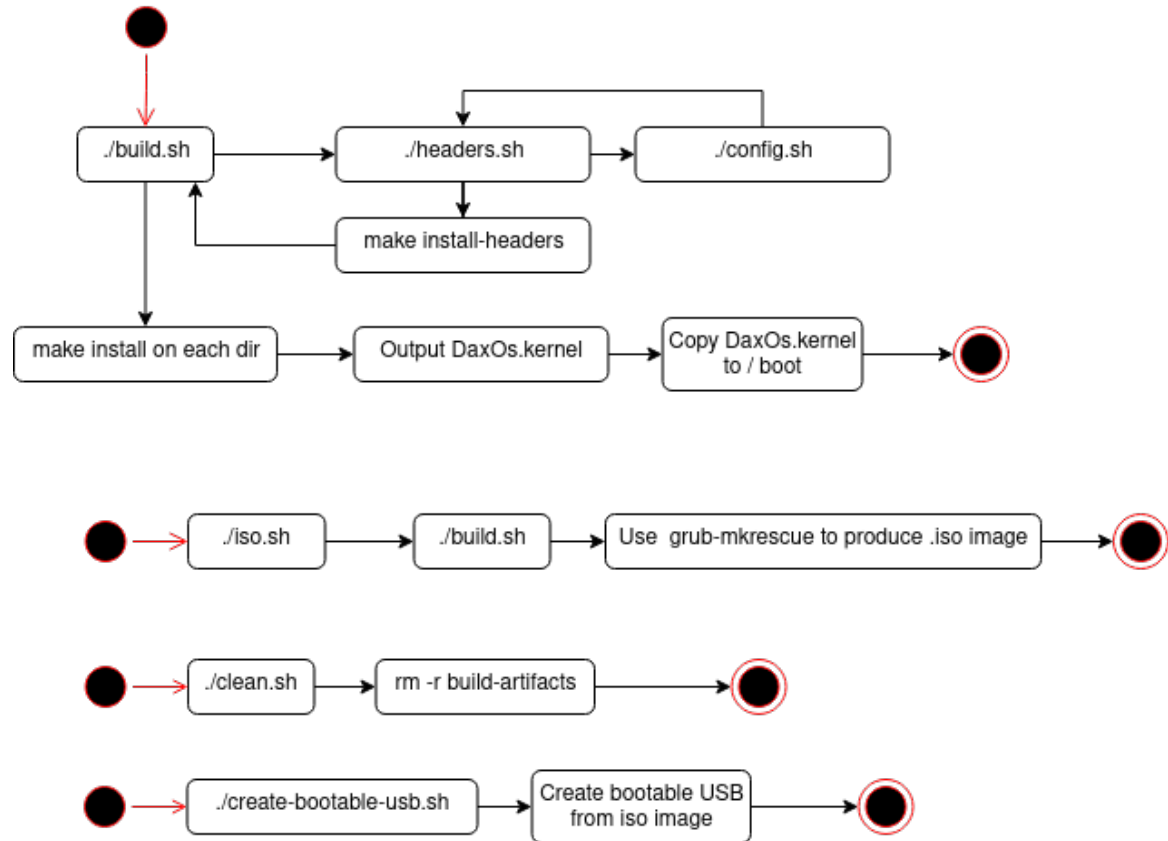 ./build.sh
./headers.sh
./config.sh
make install-headers
make install on each dir
Output DaxOs.kernel
Copy DaxOs.kernel
to / boot
./iso.sh
./build.sh
Use grub-mkrescue to produce .iso image
./clean.sh
rm -r build-artifacts
./create-bootable-usb.sh
Create bootable USB
from iso image